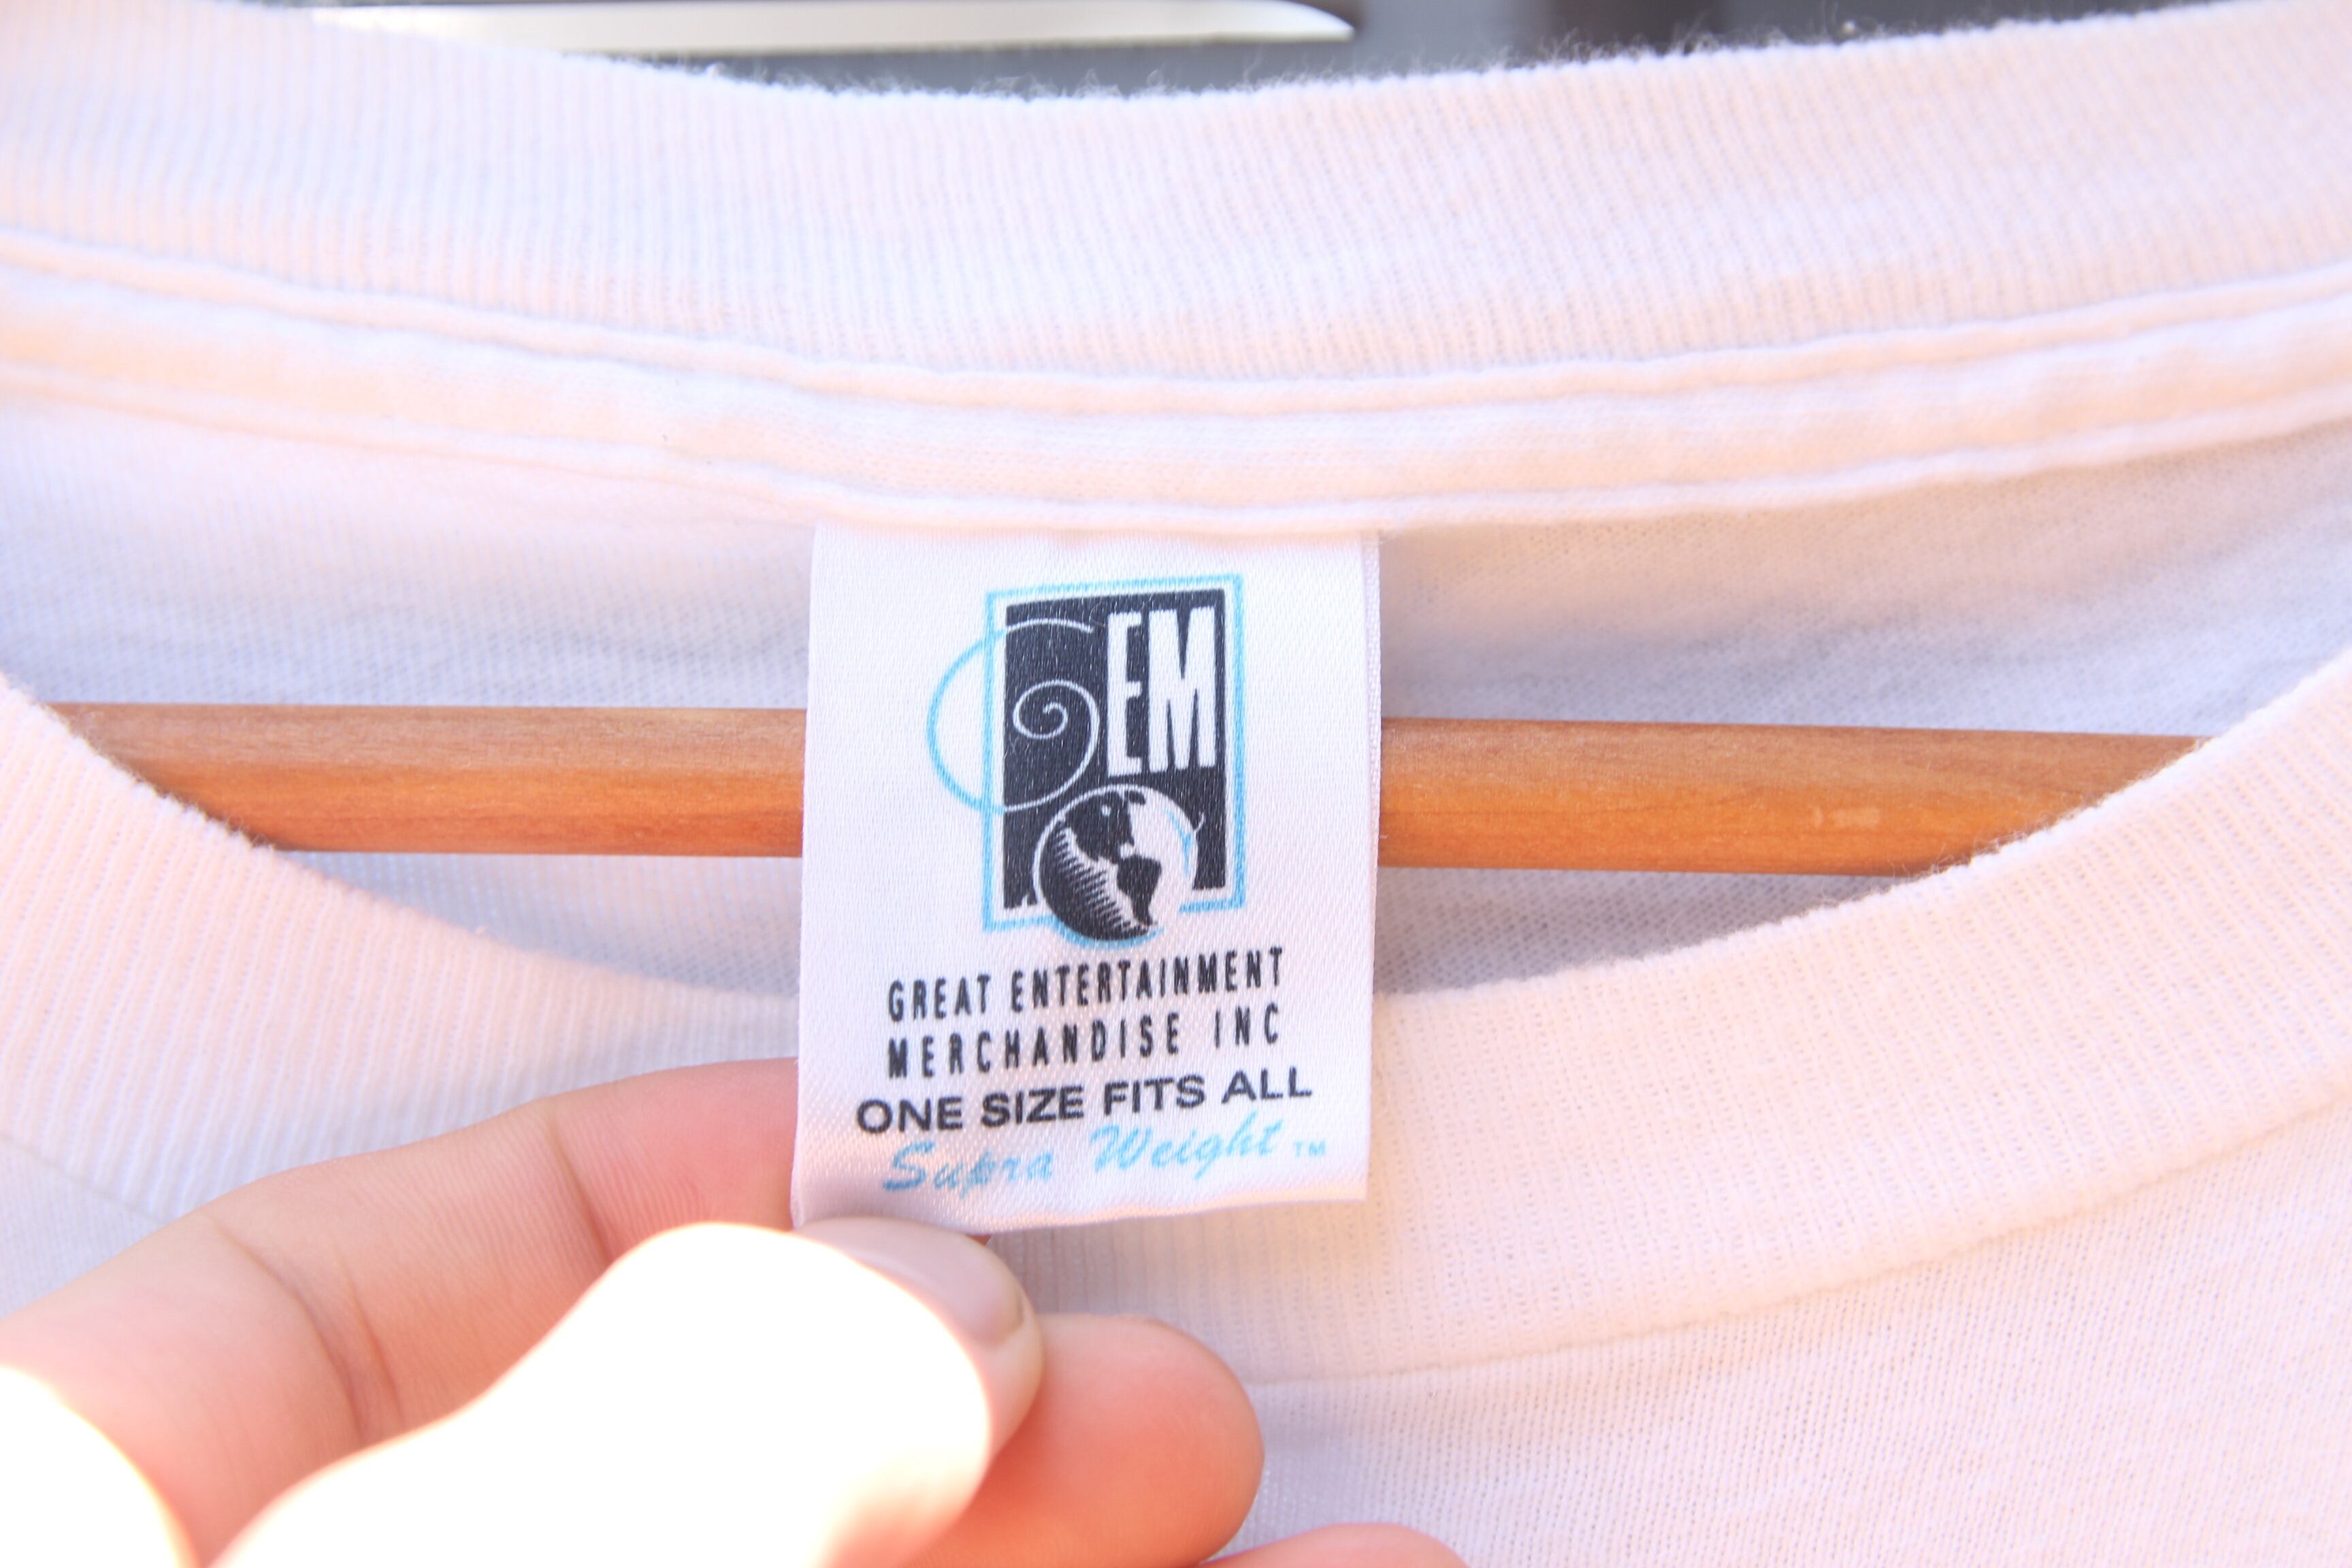 GEM
GREAT ENTERTAINMENT
MERCHANDISE INC
ONE SIZE FITS ALL
Supra Weight TM